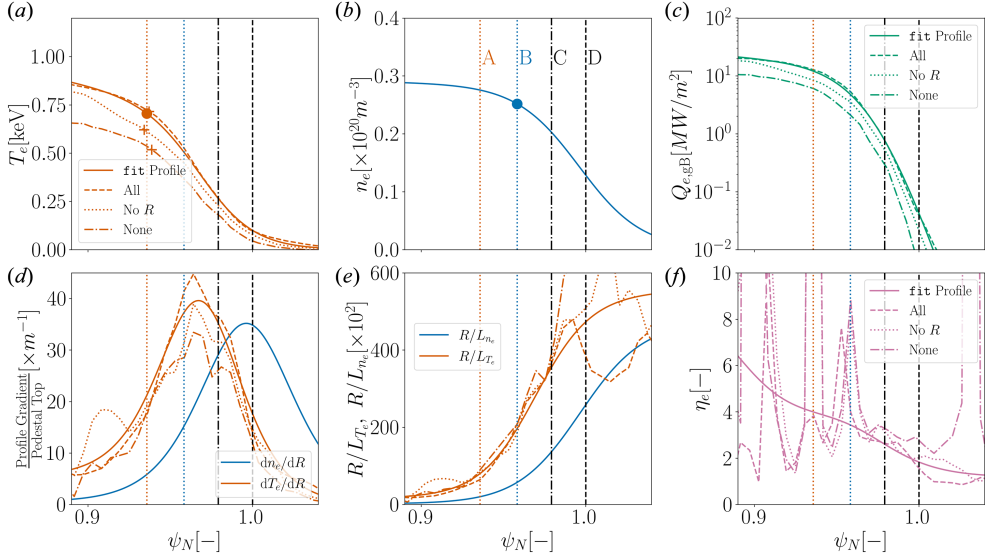 (a)
T_e[keV]
1.00
0.75
0.50
0.25
0.00
fit Profile
All
No R
None
(b)
n_e[×10^20 m^−3]
-0.4
-0.3
0.2
0.1
0.0
A
B
C
D
(c)
Q_e,gB[MW/m^2]
10^2
10^1
10^0
10^−1
10^−2
fit Profile
All
No R
None
(d)
Profile Gradient
Pedestal Top
[×m^−1]
40
30
20
10
0
dn_e/dR
dT_e/dR
0.9
1.0
ψ_N[−]
(e)
R/L_T_e, R/L_n_e[×10^2]
600
400
200
0
R/L_n_e
R/L_T_e
0.9
1.0
ψ_N[−]
(f)
η_e[−]
10
8
6
4
2
0
fit Profile
All
No R
None
0.9
1.0
ψ_N[−]